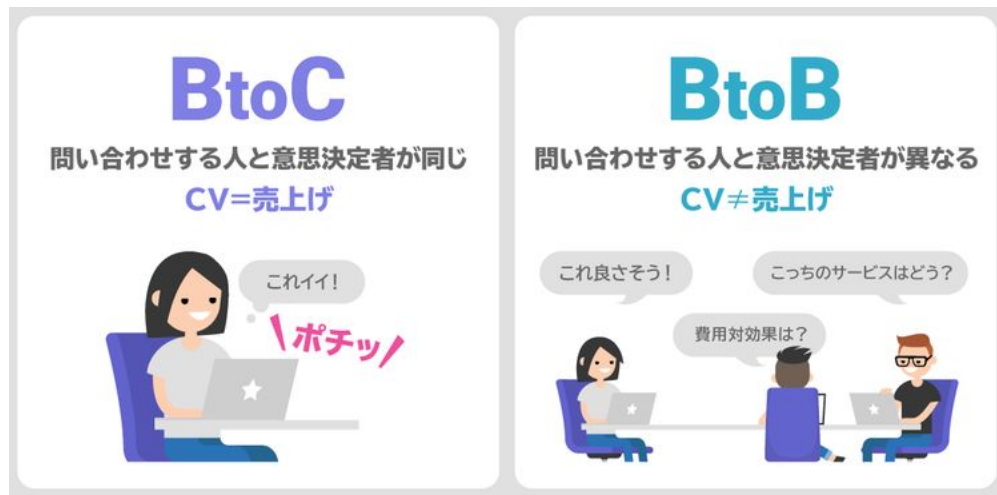 BtoC
問い合わせする人と意思決定者が同じ
CV=売上げ
これイイ!
ポチッ
BtoB
問い合わせする人と意思決定者が異なる
CV≠売上げ
これ良さそう!
こっちのサービスはどう?
費用対効果は?